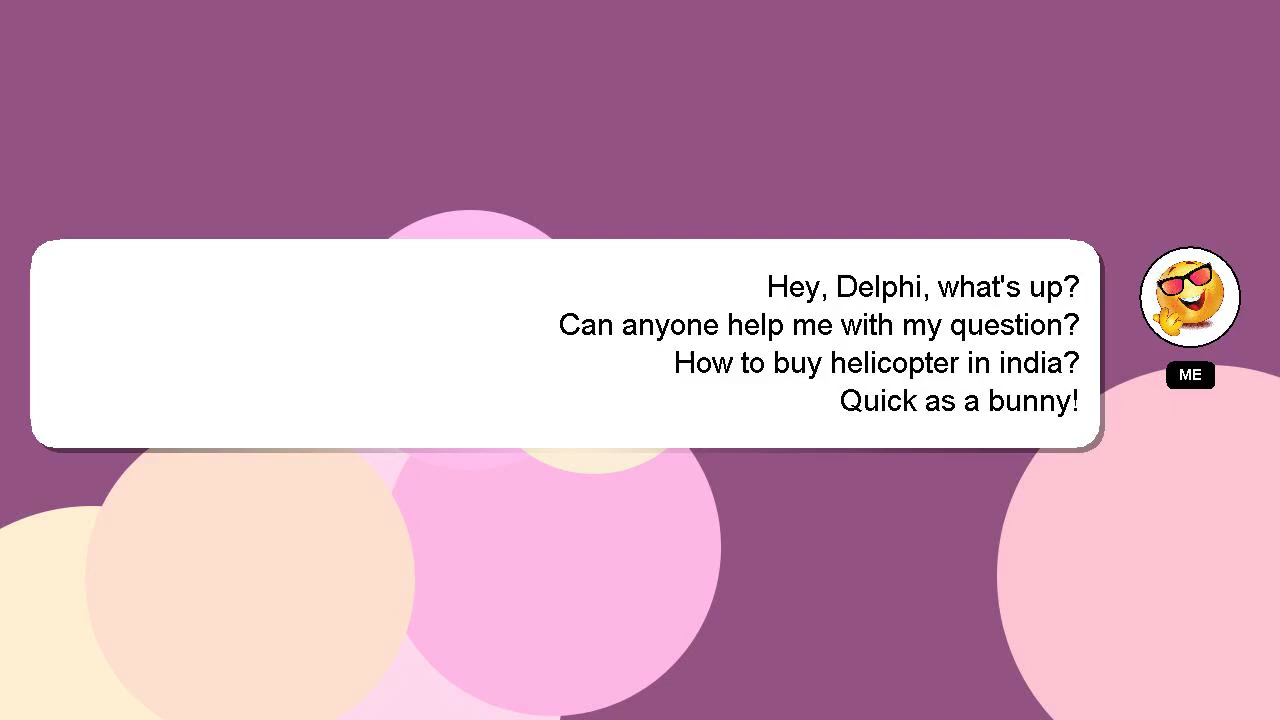 Hey, Delphi, what's up?
Can anyone help me with my question?
How to buy helicopter in india?
Quick as a bunny!
ME